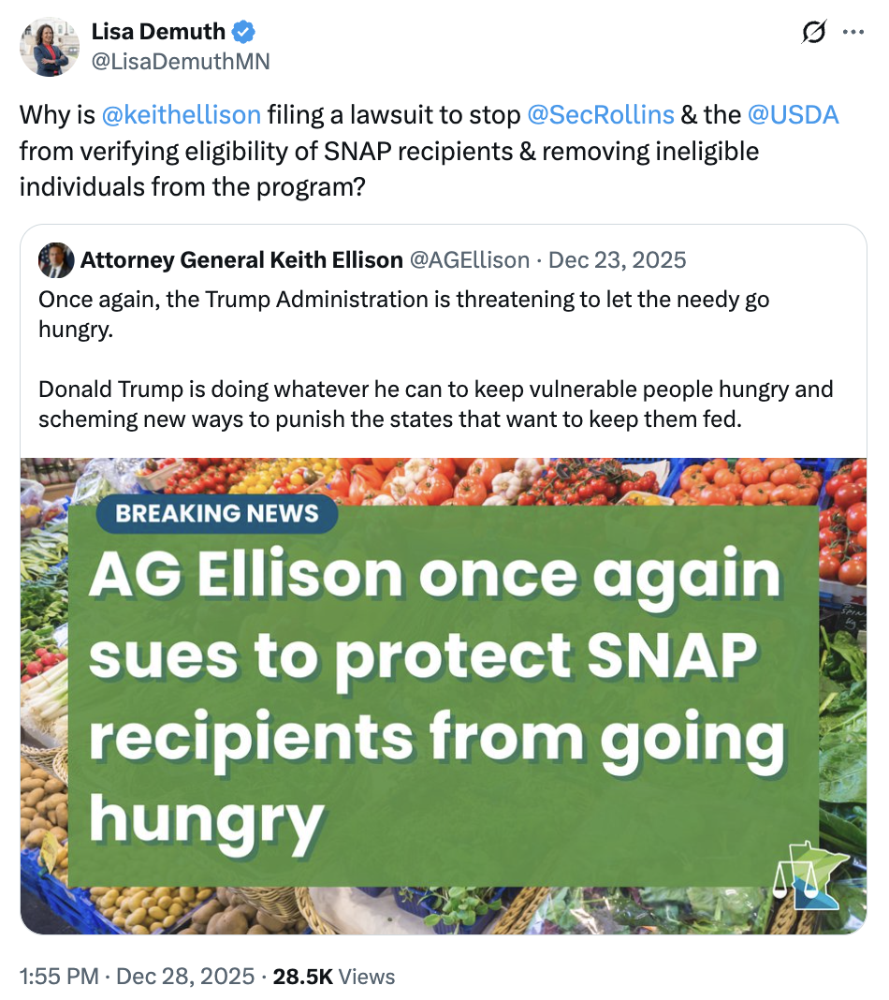 Lisa Demuth
@LisaDemuthMN
Why is @keithellison filing a lawsuit to stop @SecRollins & the @USDA
from verifying eligibility of SNAP recipients & removing ineligible
individuals from the program?
Attorney General Keith Ellison @AGEllison · Dec 23, 2025
Once again, the Trump Administration is threatening to let the needy go
hungry.
Donald Trump is doing whatever he can to keep vulnerable people hungry and
scheming new ways to punish the states that want to keep them fed.
BREAKING NEWS
AG Ellison once again
sues to protect SNAP
recipients from going
hungry
1:55 PM · Dec 28, 2025 · 28.5K Views